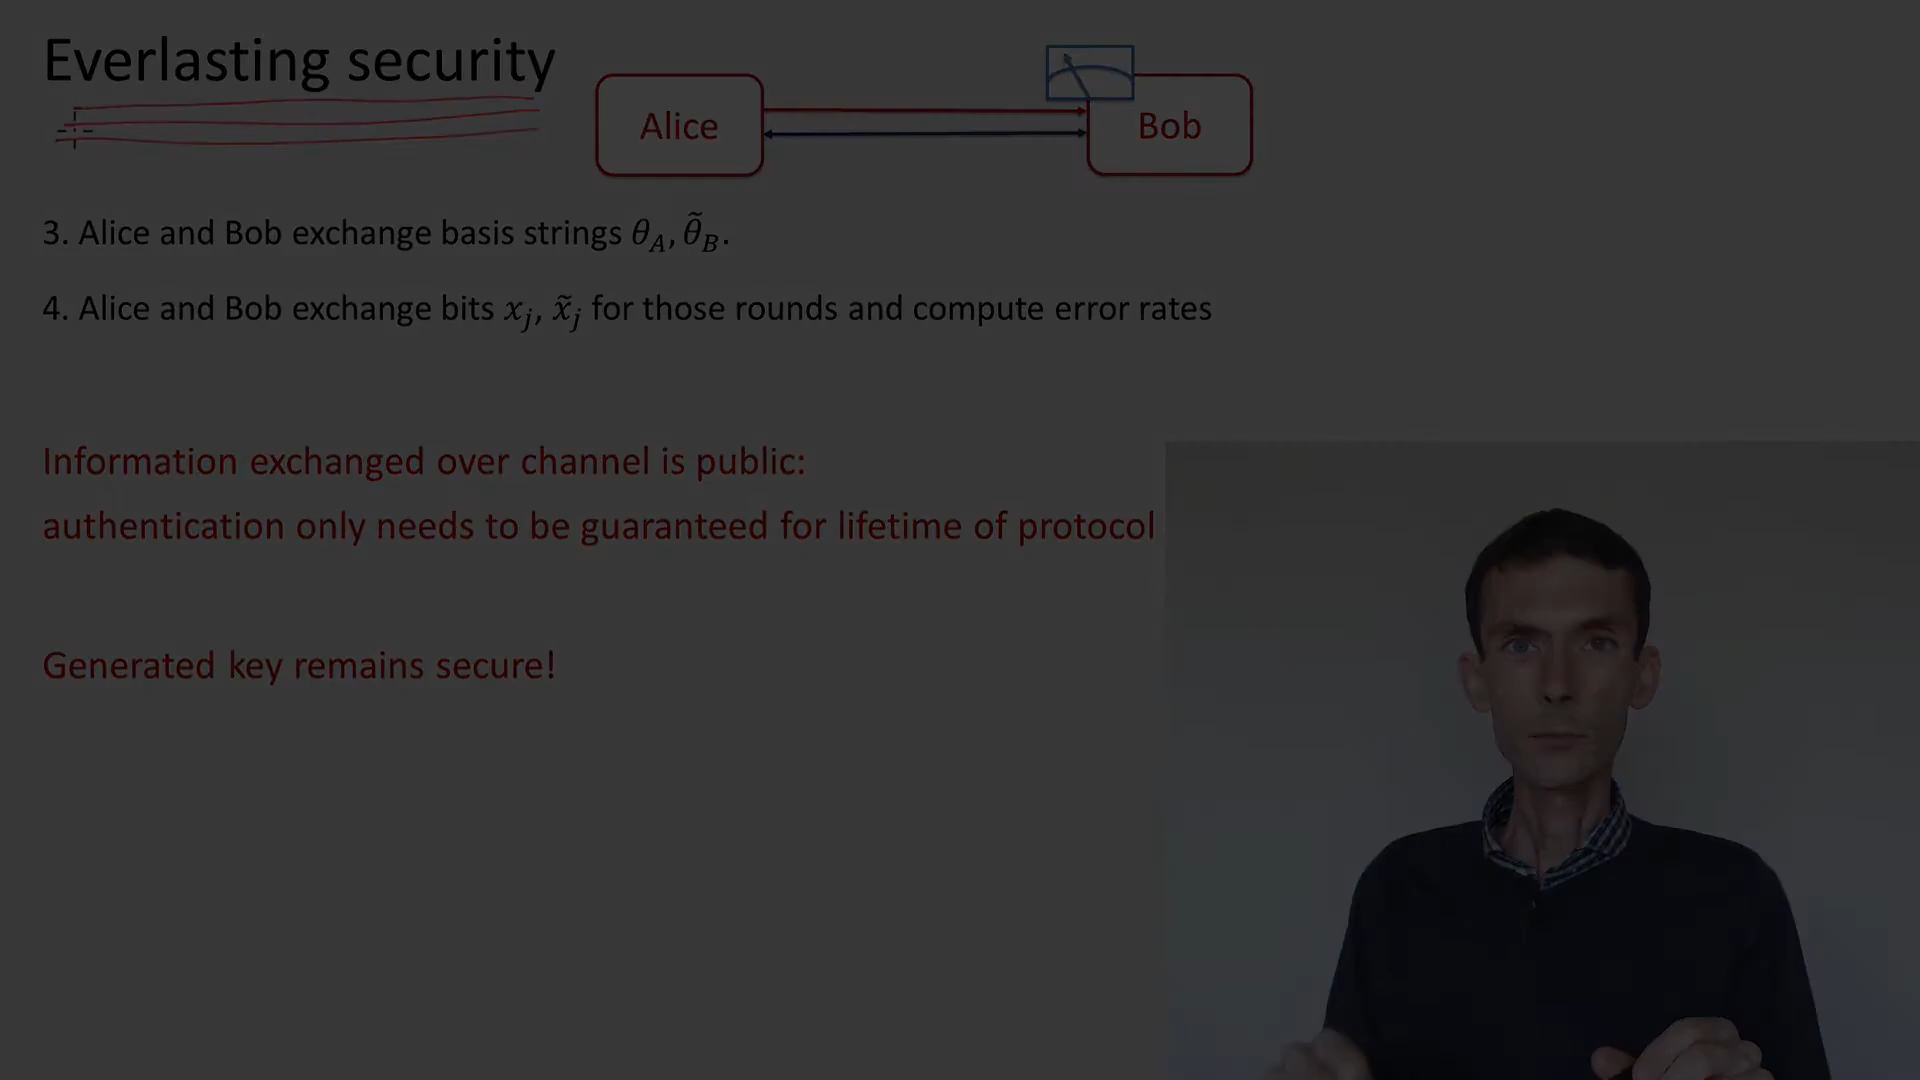 Everlasting security
Alice
Bob
3. Alice and Bob exchange basis strings θ_A, θ̃_B.
4. Alice and Bob exchange bits x_j, x̃_j for those rounds and compute error rates
Information exchanged over channel is public:
authentication only needs to be guaranteed for lifetime of protocol
Generated key remains secure!